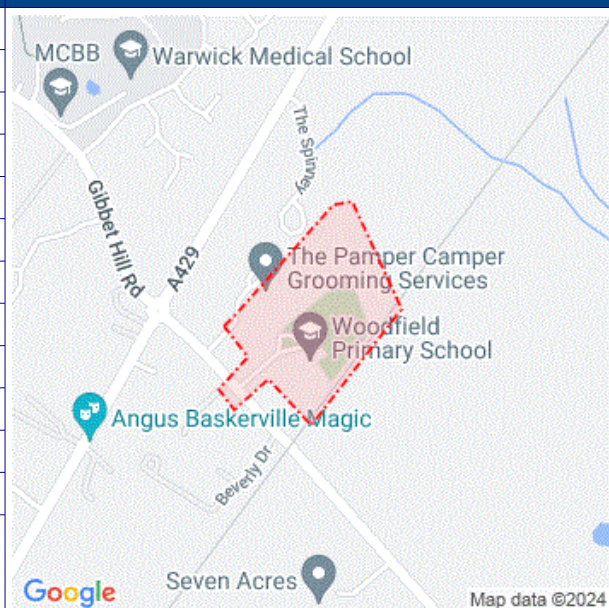 MCBB
Warwick Medical School
The Spinney
Gibbet Hill Rd
A429
The Pamper Camper
Grooming Services
Woodfield
Primary School
Angus Baskerville Magic
Beverly Dr
Seven Acres
Google
Map data ©2024